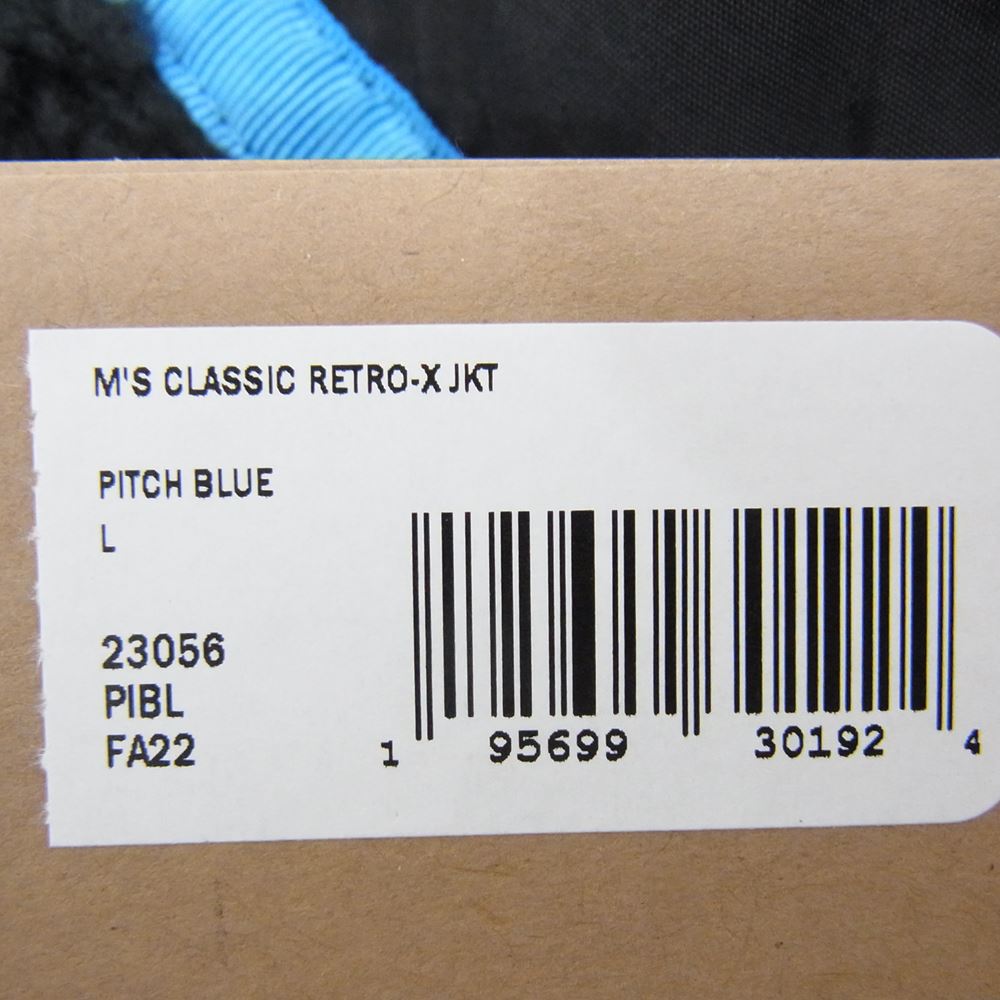 M'S CLASSIC RETRO-X JKT
PITCH BLUE
L
23056
PIBL
FA22
1 95699 30192 4